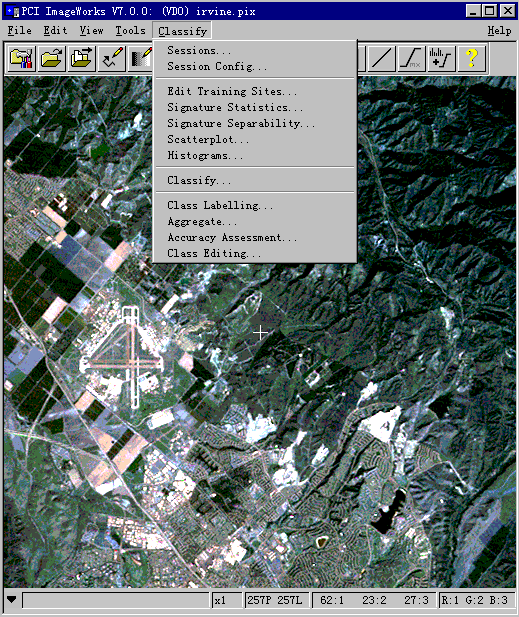 PCI ImageWorks V7.0.0: (VDO) irvine.pix
File Edit View Tools Classify Help
Sessions...
Session Config...
Edit Training Sites...
Signature Statistics...
Signature Separability...
Scatterplot...
Histograms...
Classify...
Class Labelling...
Aggregate...
Accuracy Assessment...
Class Editing...
x1 257P 257L 62:1 23:2 27:3 R:1 G:2 B:3